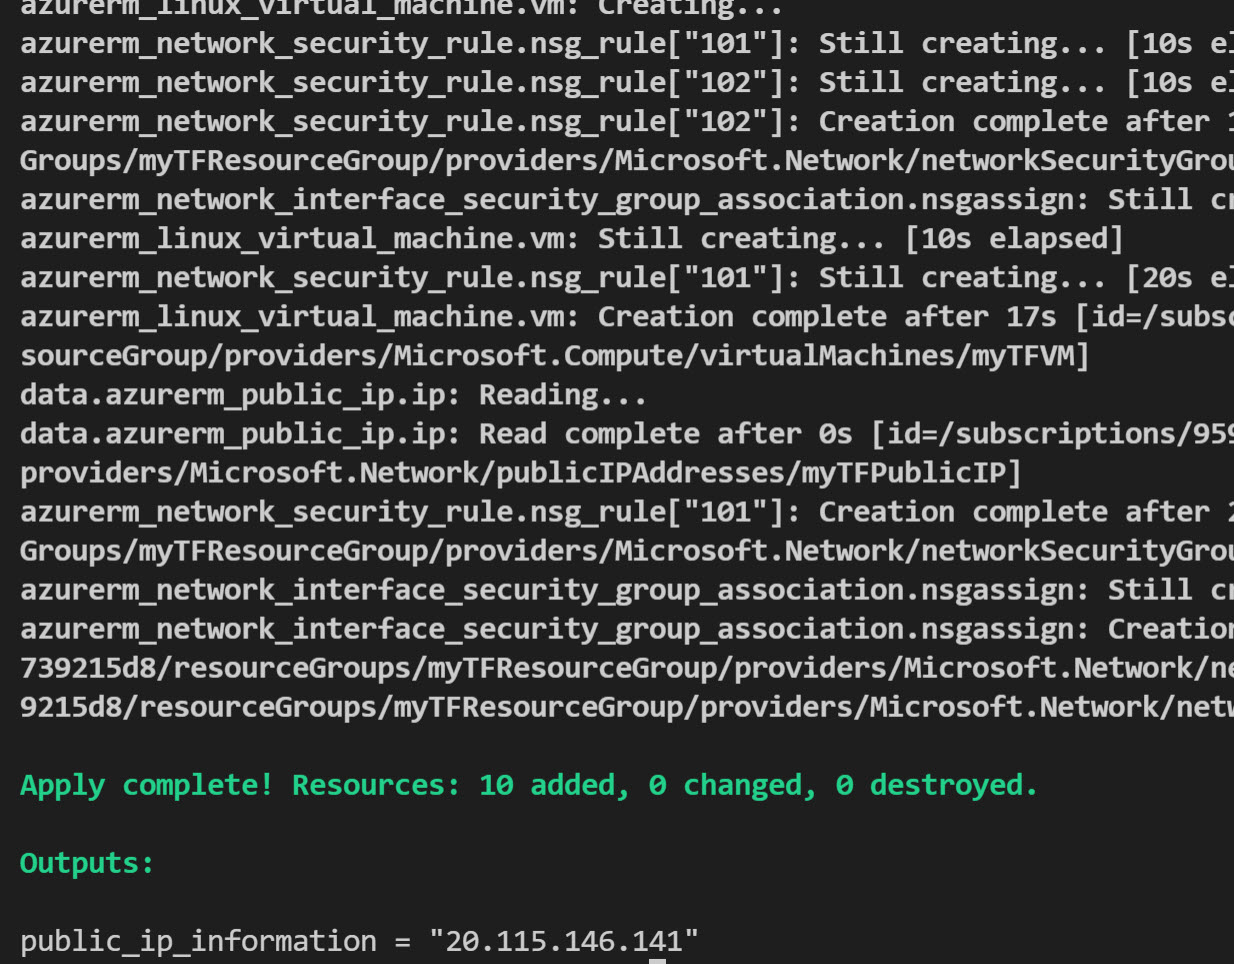 azurerm_linux_virtual_machine.vm: Creating...
azurerm_network_security_rule.nsg_rule["101"]: Still creating... [10s el
azurerm_network_security_rule.nsg_rule["102"]: Still creating... [10s el
azurerm_network_security_rule.nsg_rule["102"]: Creation complete after 1
Groups/myTFResourceGroup/providers/Microsoft.Network/networkSecurityGrou
azurerm_network_interface_security_group_association.nsgassign: Still cr
azurerm_linux_virtual_machine.vm: Still creating... [10s elapsed]
azurerm_network_security_rule.nsg_rule["101"]: Still creating... [20s el
azurerm_linux_virtual_machine.vm: Creation complete after 17s [id=/subsc
sourceGroup/providers/Microsoft.Compute/virtualMachines/myTFVM]
data.azurerm_public_ip.ip: Reading...
data.azurerm_public_ip.ip: Read complete after 0s [id=/subscriptions/959
providers/Microsoft.Network/publicIPAddresses/myTFPublicIP]
azurerm_network_security_rule.nsg_rule["101"]: Creation complete after 2
Groups/myTFResourceGroup/providers/Microsoft.Network/networkSecurityGrou
azurerm_network_interface_security_group_association.nsgassign: Still cr
azurerm_network_interface_security_group_association.nsgassign: Creation
739215d8/resourceGroups/myTFResourceGroup/providers/Microsoft.Network/ne
9215d8/resourceGroups/myTFResourceGroup/providers/Microsoft.Network/netw
Apply complete! Resources: 10 added, 0 changed, 0 destroyed.
Outputs:
public_ip_information = "20.115.146.141"